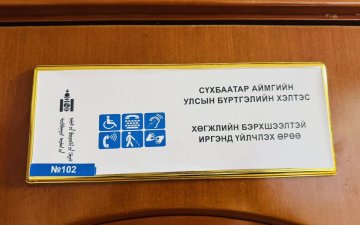 СҮХБААТАР АЙМГИЙН
УЛСЫН БҮРТГЭЛИЙН ХЭЛТЭС
ХӨГЖЛИЙН БЭРХШЭЭЛТЭЙ
ИРГЭНД ҮЙЛЧЛЭХ ӨРӨӨ
№102